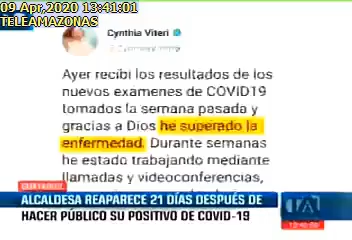 09 Apr,2020 13:41:01
TELEAMAZONAS
Cynthia Viteri
Ayer recibí los resultados de los
nuevos examenes de COVID19
tomados la semana pasada y
gracias a Dios he superado la
enfermedad. Durante semanas
he estado trabajando mediante
llamadas y videoconferencias,
GUAYAQUIL
ALCALDESA REAPARECE 21 DÍAS DESPUÉS DE
HACER PÚBLICO SU POSITIVO DE COVID-19